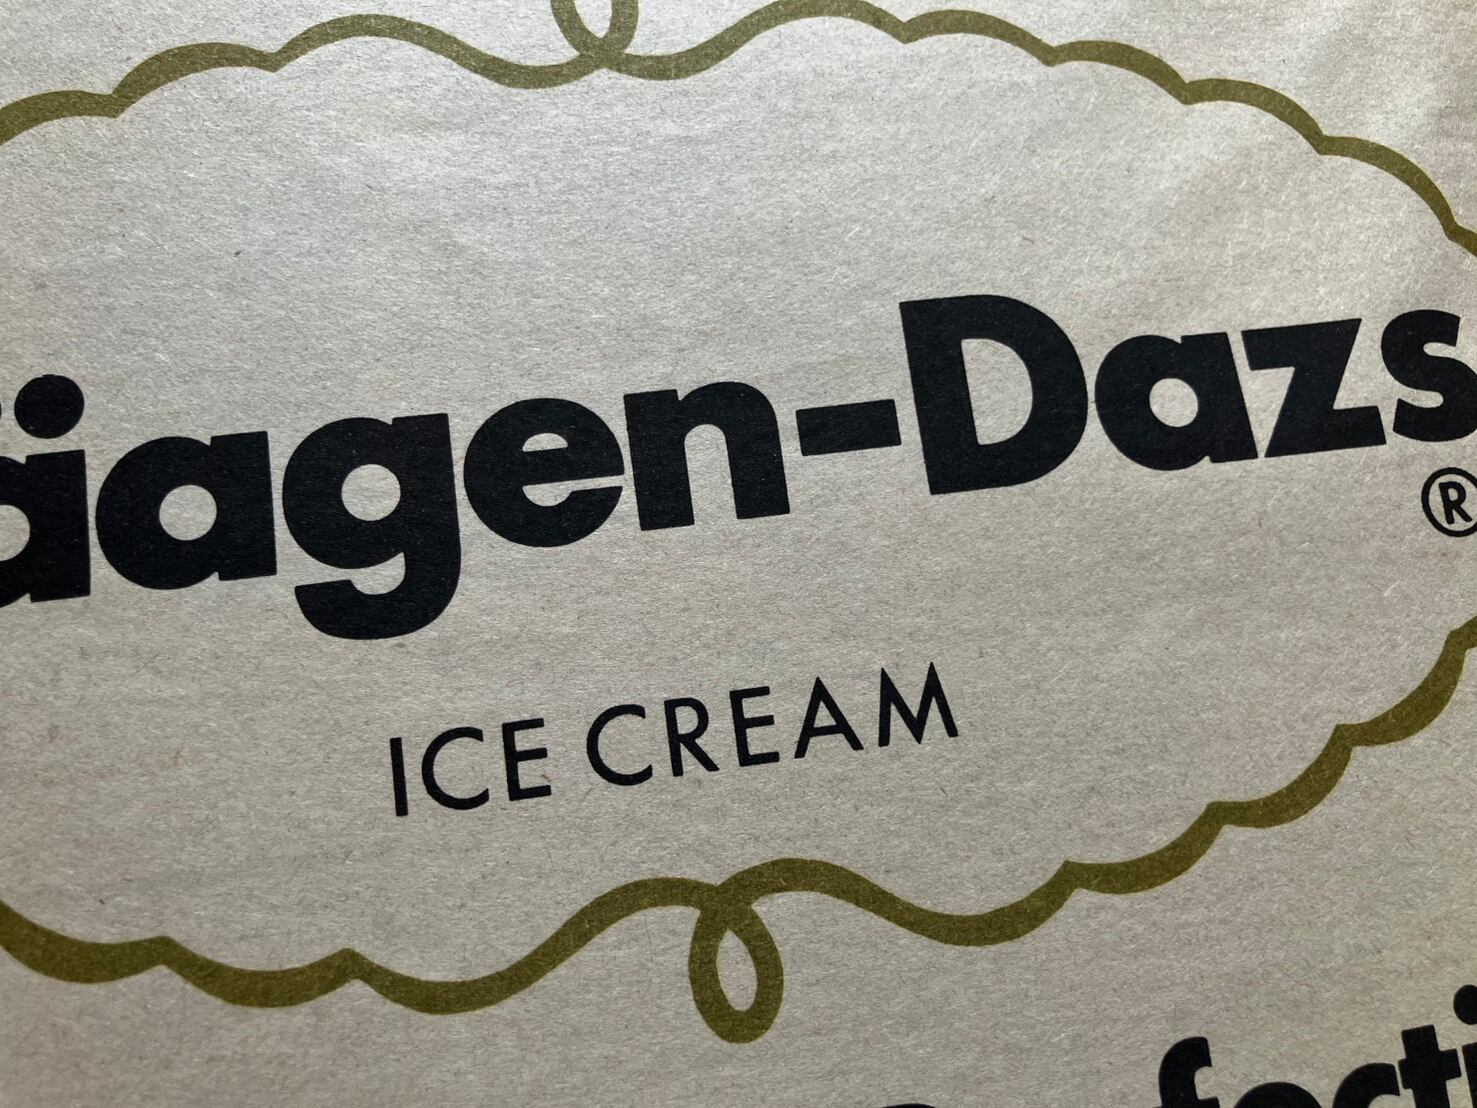 äagen-Dazs
®
ICE CREAM